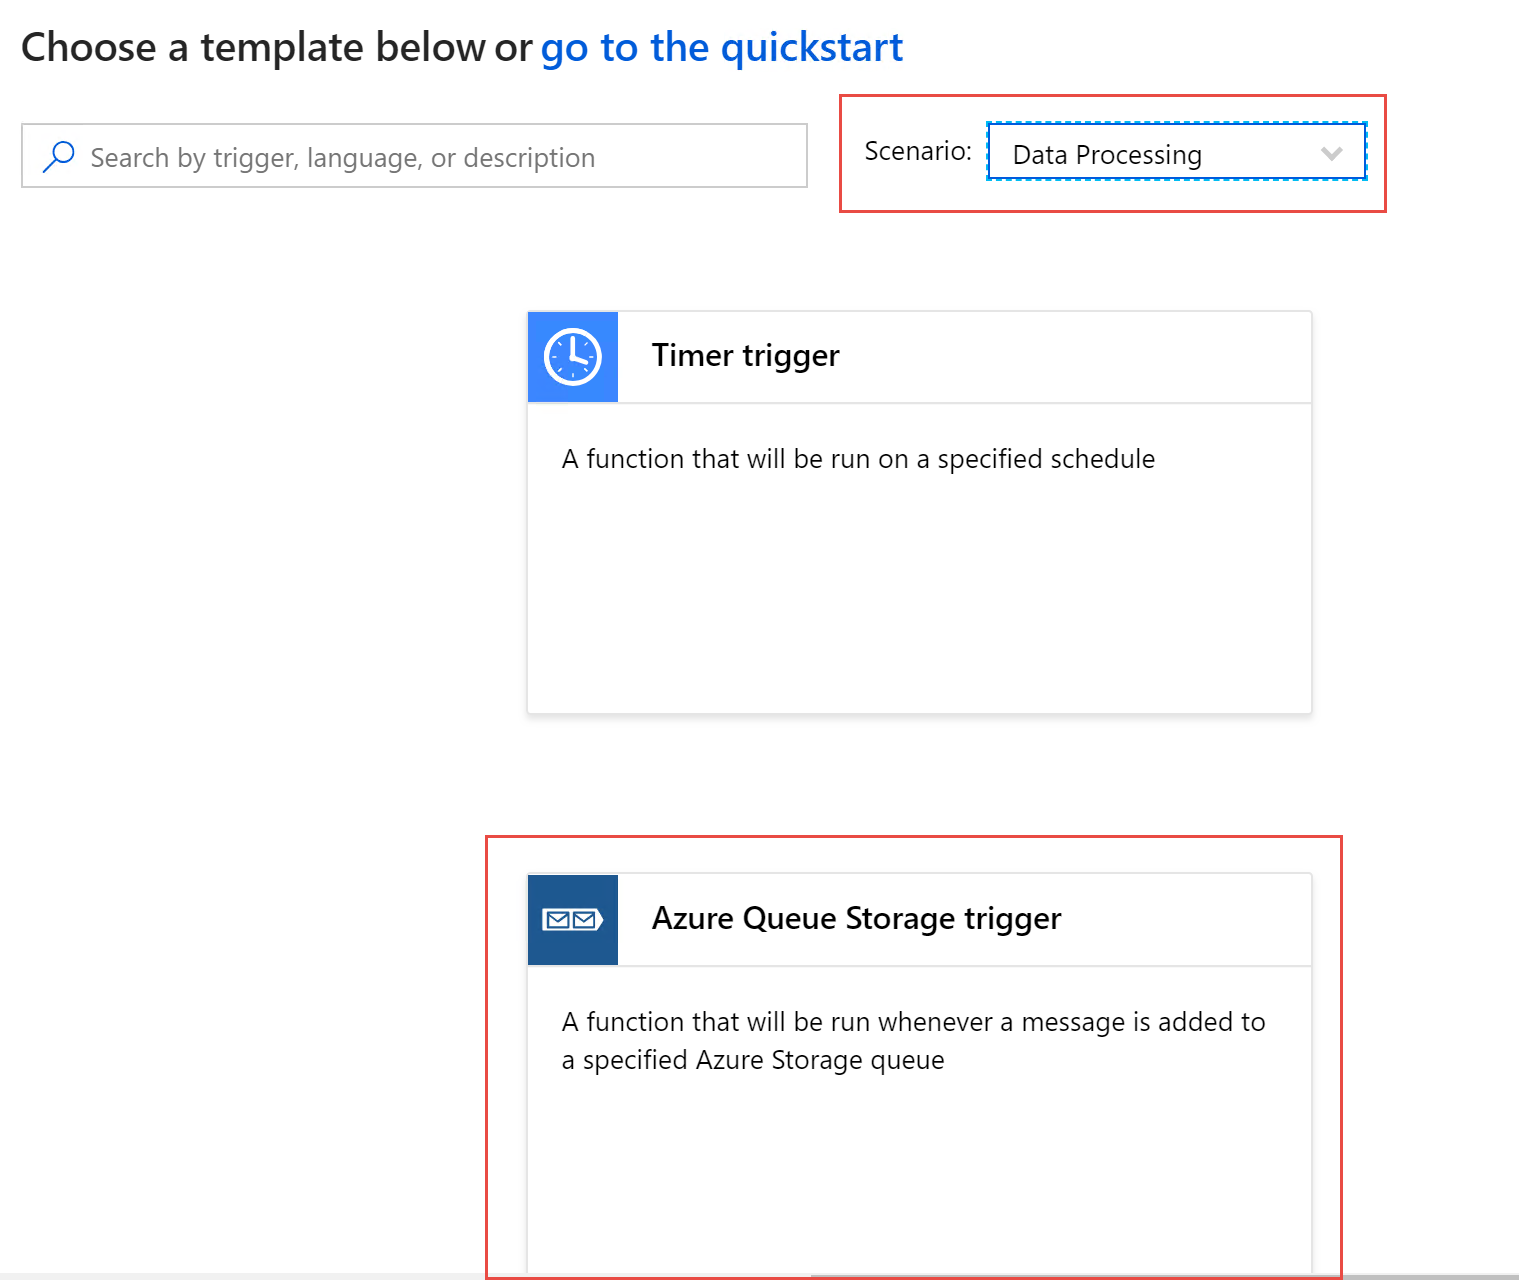 Choose a template below or go to the quickstart
Search by trigger, language, or description
Scenario: Data Processing
Timer trigger
A function that will be run on a specified schedule
Azure Queue Storage trigger
A function that will be run whenever a message is added to
a specified Azure Storage queue